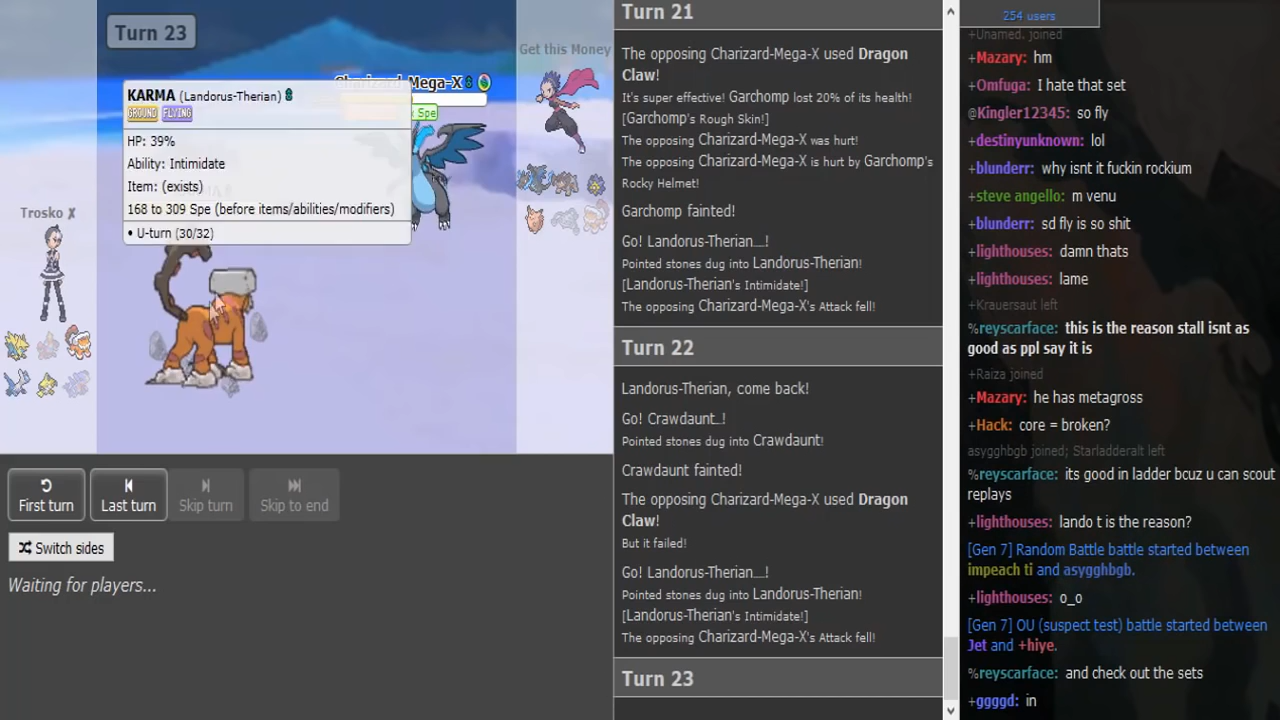 Turn 23
Get this Money
Charizard-Mega-X
Spe
KARMA (Landorus-Therian)
GROUND FLYING
HP: 39%
Ability: Intimidate
Item: (exists)
168 to 309 Spe (before items/abilities/modifiers)
• U-turn (30/32)
Trosko ✗
First turn
Last turn
Skip turn
Skip to end
Switch sides
Waiting for players...
Turn 21
The opposing Charizard-Mega-X used Dragon
Claw!
It's super effective! Garchomp lost 20% of its health!
[Garchomp's Rough Skin!]
The opposing Charizard-Mega-X was hurt!
The opposing Charizard-Mega-X is hurt by Garchomp's
Rocky Helmet!
Garchomp fainted!
Go! Landorus-Therian....!
Pointed stones dug into Landorus-Therian!
[Landorus-Therian's Intimidate!]
The opposing Charizard-Mega-X's Attack fell!
Turn 22
Landorus-Therian, come back!
Go! Crawdaunt..!
Pointed stones dug into Crawdaunt!
Crawdaunt fainted!
The opposing Charizard-Mega-X used Dragon
Claw!
But it failed!
Go! Landorus-Therian....!
Pointed stones dug into Landorus-Therian!
[Landorus-Therian's Intimidate!]
The opposing Charizard-Mega-X's Attack fell!
Turn 23
254 users
+Unamed. joined
+Mazary: hm
+Omfuga: I hate that set
@Kingler12345: so fly
+destinyunknown: lol
+blunderr: why isnt it fuckin rockium
+steve angello: m venu
+blunderr: sd fly is so shit
+lighthouses: damn thats
+lighthouses: lame
+Krauersaut left
%reyscarface: this is the reason stall isnt as
good as ppl say it is
+Raiza joined
+Mazary: he has metagross
+Hack: core = broken?
asygghbgb joined; Starladderalt left
%reyscarface: its good in ladder bcuz u can scout
replays
+lighthouses: lando t is the reason?
[Gen 7] Random Battle battle started between
impeach ti and asygghbgb.
+lighthouses: o_o
[Gen 7] OU (suspect test) battle started between
Jet and +hiye.
%reyscarface: and check out the sets
+ggggd: in